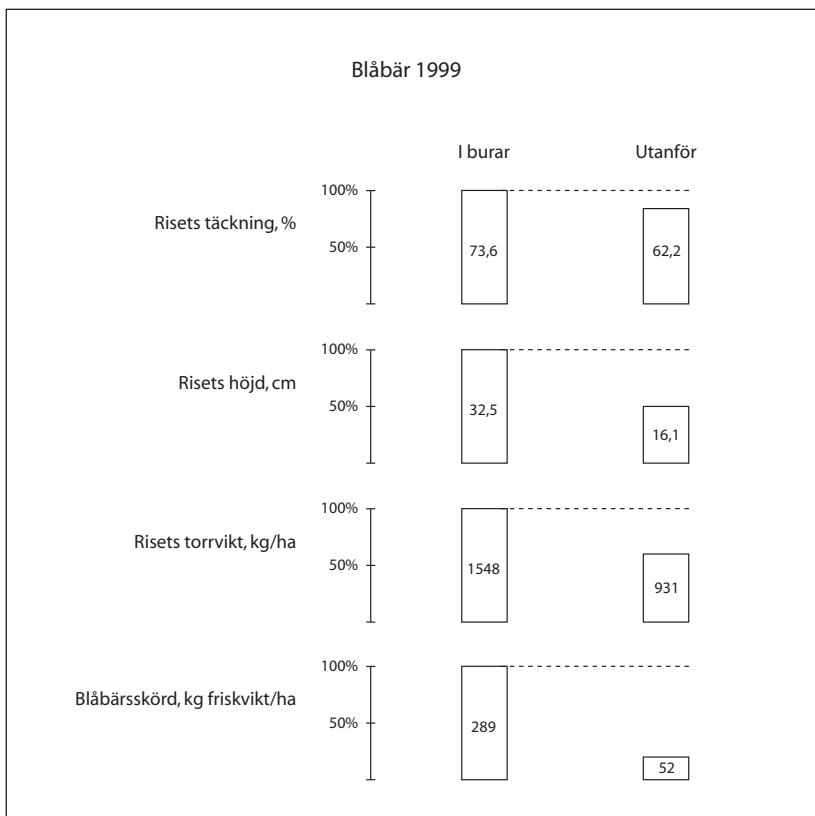 Blåbär 1999
I burar Utanför
100%
Risets täckning, %
50%
73,6 62,2
100%
Risets höjd, cm
50%
32,5 16,1
100%
Risets torrvikt, kg/ha
50%
1548 931
100%
Blåbärsskörd, kg friskvikt/ha
50%
289 52